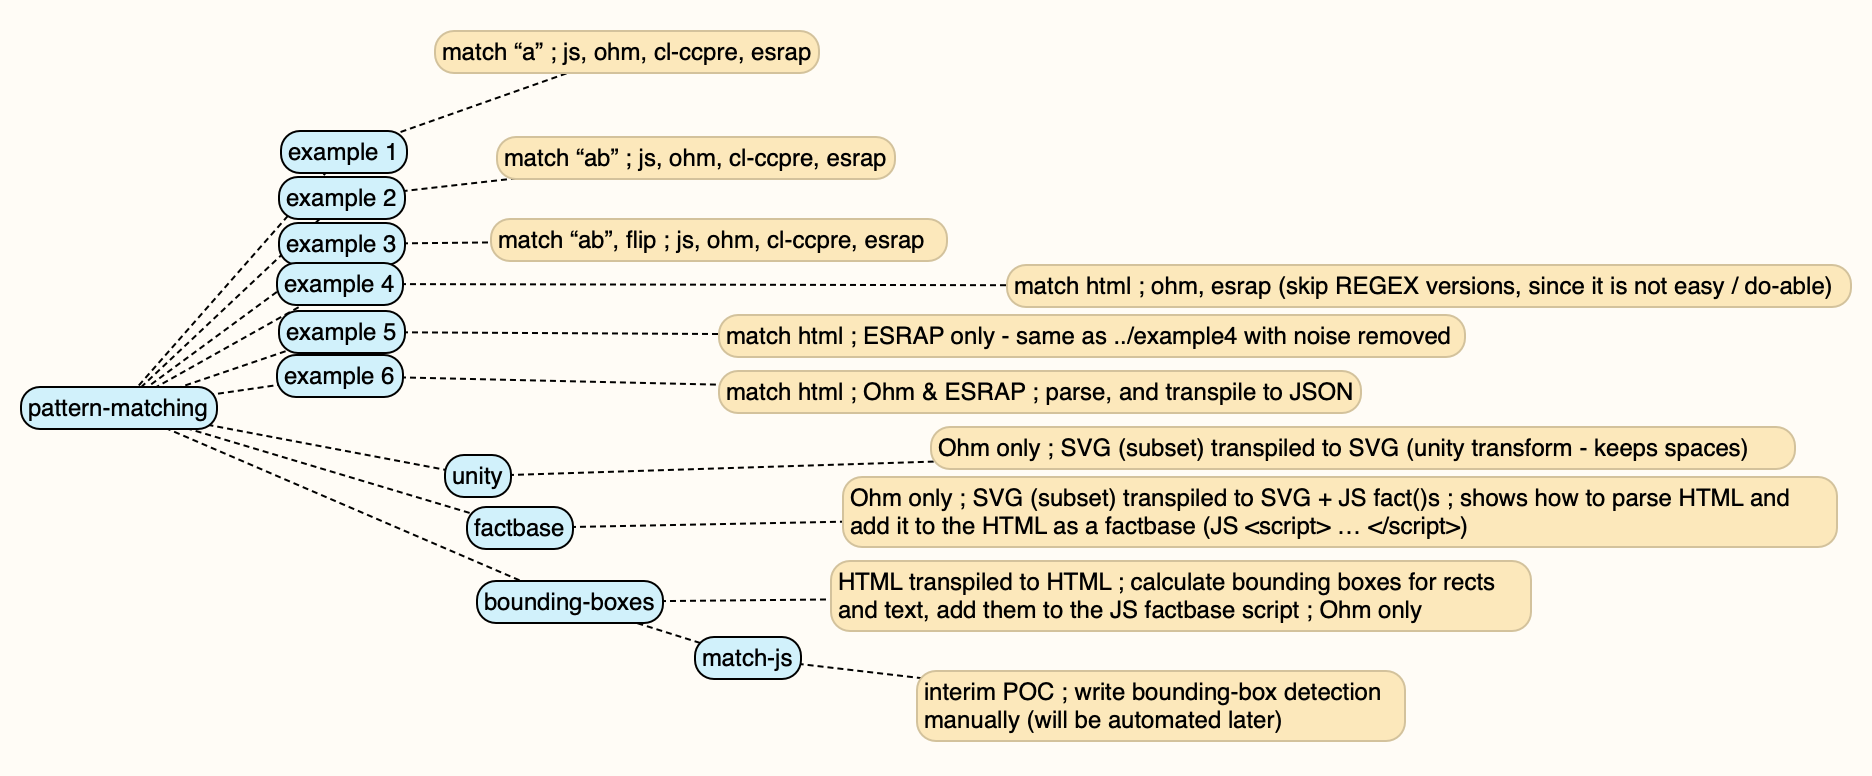 match “a” ; js, ohm, cl-ccpre, esrap
example 1
match “ab” ; js, ohm, cl-ccpre, esrap
example 2
match “ab”, flip ; js, ohm, cl-ccpre, esrap
example 3
example 4
match html ; ohm, esrap (skip REGEX versions, since it is not easy / do-able)
example 5
match html ; ESRAP only - same as ../example4 with noise removed
example 6
match html ; Ohm & ESRAP ; parse, and transpile to JSON
pattern-matching
Ohm only ; SVG (subset) transpiled to SVG (unity transform - keeps spaces)
unity
Ohm only ; SVG (subset) transpiled to SVG + JS fact()s ; shows how to parse HTML and
add it to the HTML as a factbase (JS <script> … </script>)
factbase
HTML transpiled to HTML ; calculate bounding boxes for rects
and text, add them to the JS factbase script ; Ohm only
bounding-boxes
match-js
interim POC ; write bounding-box detection
manually (will be automated later)